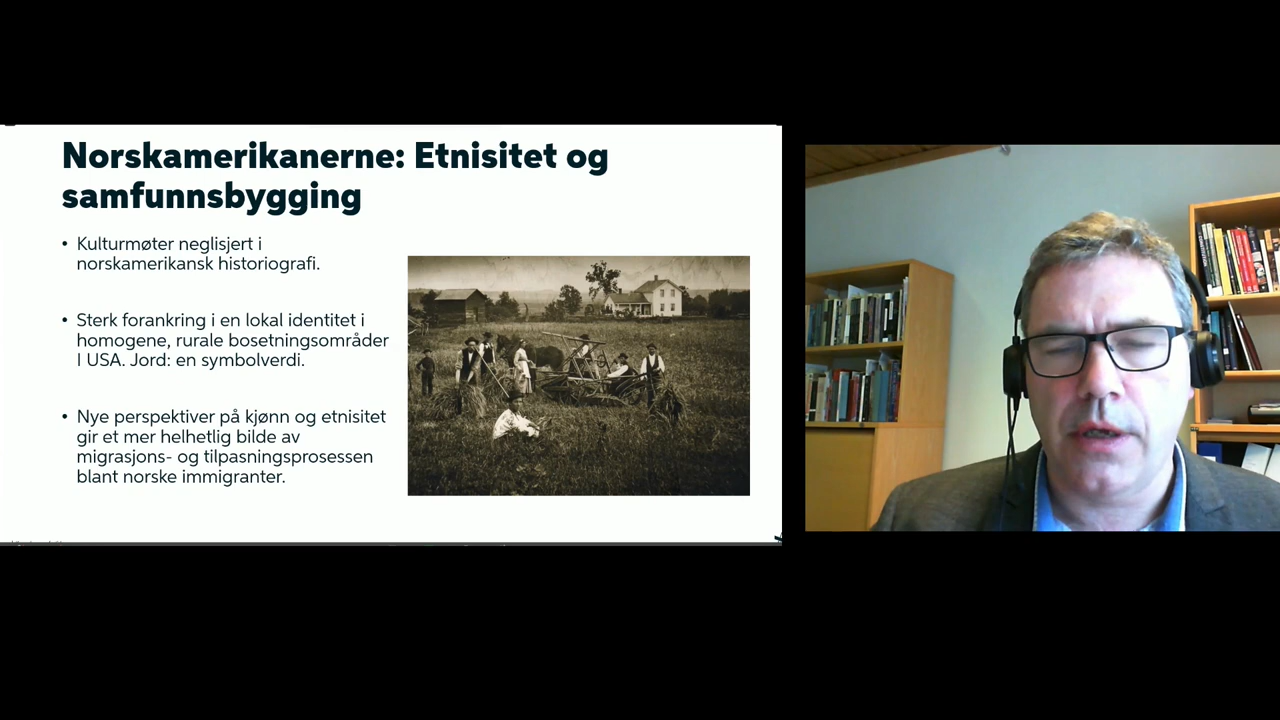 Norskamerikanerne: Etnisitet og
samfunnsbygging
• Kulturmøter neglisjert i
norskamerikansk historiografi.
• Sterk forankring i en lokal identitet i
homogene, rurale bosetningsområder
I USA. Jord: en symbolverdi.
• Nye perspektiver på kjønn og etnisitet
gir et mer helhetlig bilde av
migrasjons- og tilpasningsprosessen
blant norske immigranter.